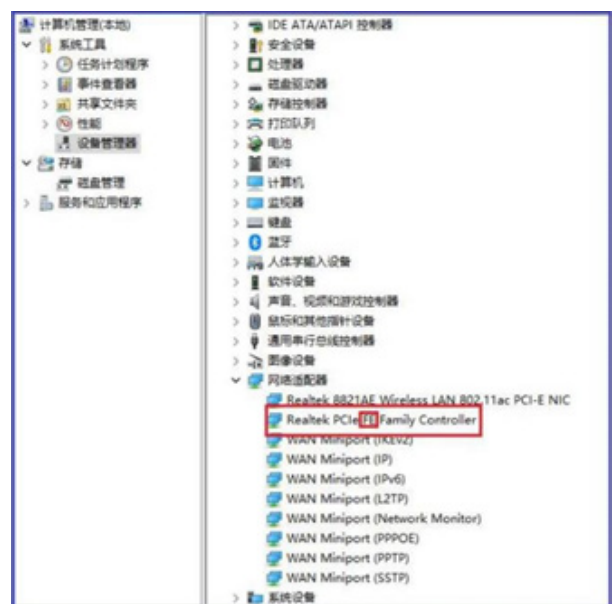 计算机管理(本地)
系统工具
任务计划程序
事件查看器
共享文件夹
性能
设备管理器
存储
磁盘管理
服务和应用程序
IDE ATA/ATAPI 控制器
安全设备
处理器
磁盘驱动器
存储控制器
打印队列
电池
固件
计算机
监视器
键盘
蓝牙
人体学输入设备
软件设备
声音、视频和游戏控制器
鼠标和其他指针设备
通用串行总线控制器
图像设备
网络适配器
Realtek 8821AE Wireless LAN 802.11ac PCI-E NIC
Realtek PCIe FE Family Controller
WAN Miniport (IKEv2)
WAN Miniport (IP)
WAN Miniport (IPv6)
WAN Miniport (L2TP)
WAN Miniport (Network Monitor)
WAN Miniport (PPPOE)
WAN Miniport (PPTP)
WAN Miniport (SSTP)
系统设备